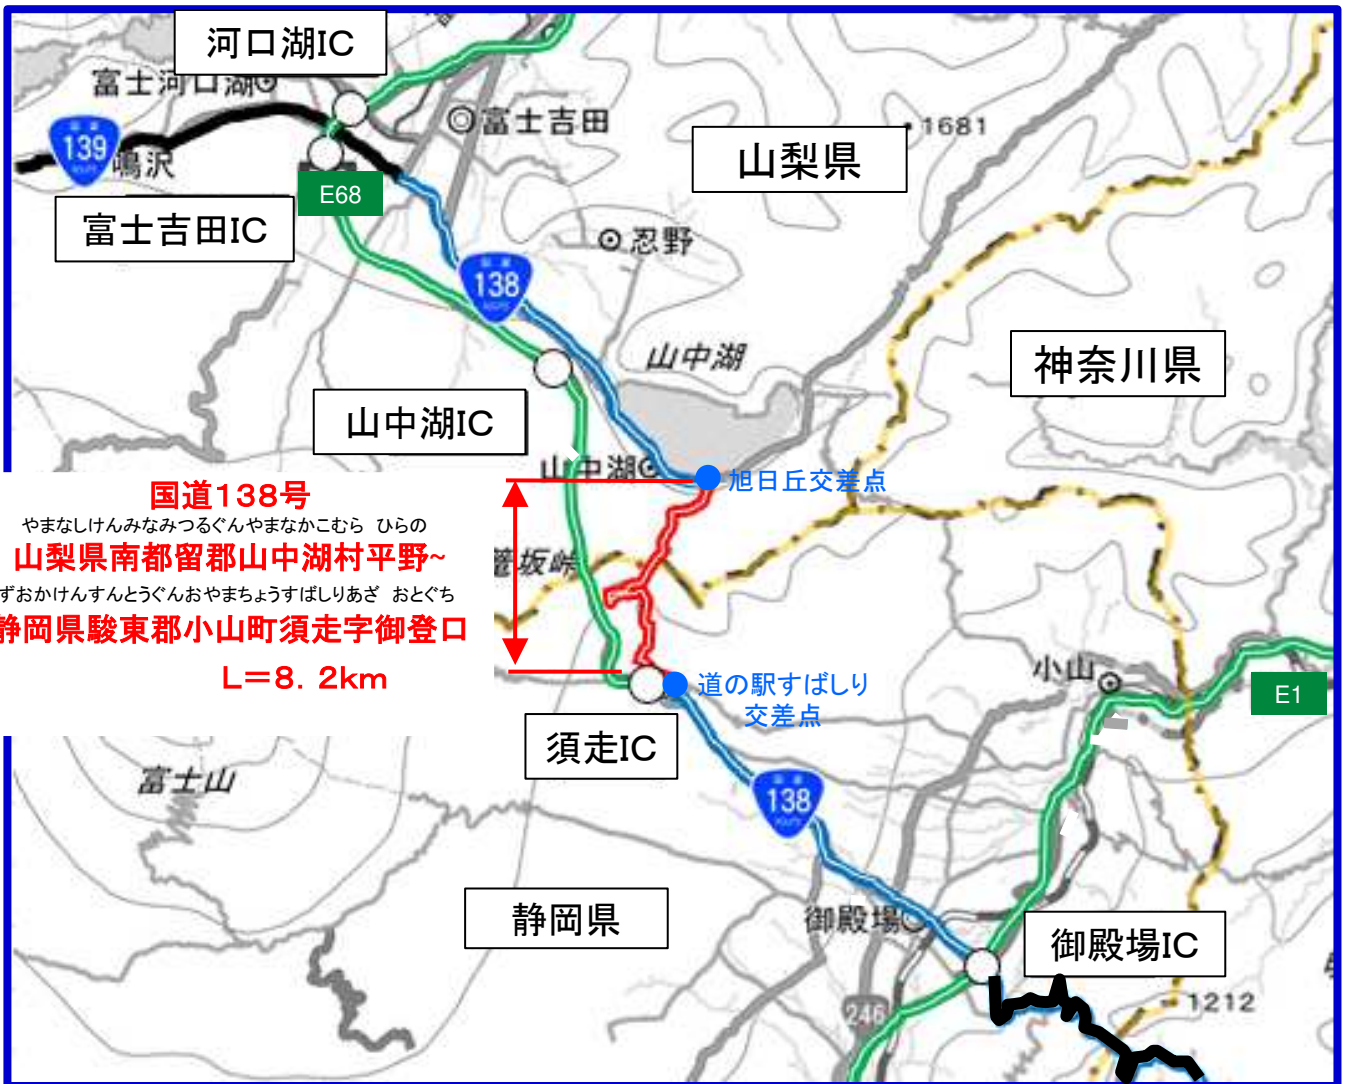 河口湖IC
富士河口湖
富士吉田
1681
139
鳴沢
山梨県
E68
富士吉田IC
忍野
138
山中湖
神奈川県
山中湖IC
山中湖
旭日丘交差点
国道138号
やまなしけんみなみつるぐんやまなかこむら ひらの
山梨県南都留郡山中湖村平野~
ずおかけんすんとうぐんおやまちょうすばしりあざ おとぐち
静岡県駿東郡小山町須走字御登口
L=8.2km
籠坂峠
小山
道の駅すばしり
交差点
E1
須走IC
富士山
138
静岡県
御殿場
御殿場IC
246
1212